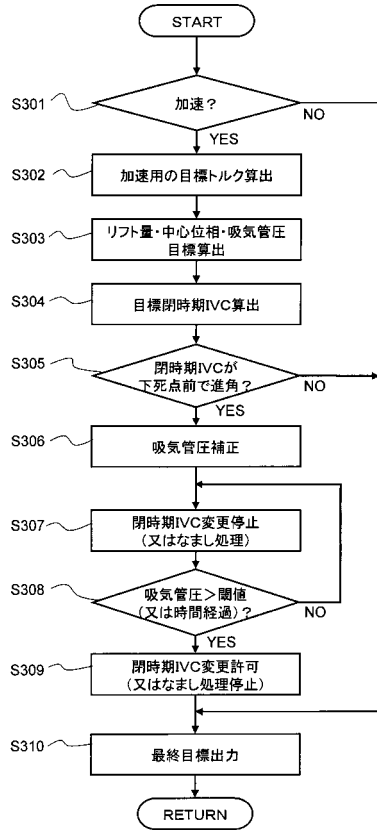 START
S301
加速？
NO
YES
S302
加速用の目標トルク算出
S303
リフト量・中心位相・吸気管圧
目標算出
S304
目標閉時期IVC算出
S305
閉時期IVCが
下死点前で進角？
NO
YES
S306
吸気管圧補正
S307
閉時期IVC変更停止
(又はなまし処理)
S308
吸気管圧＞閾値
(又は時間経過)？
NO
YES
S309
閉時期IVC変更許可
(又はなまし処理停止)
S310
最終目標出力
RETURN